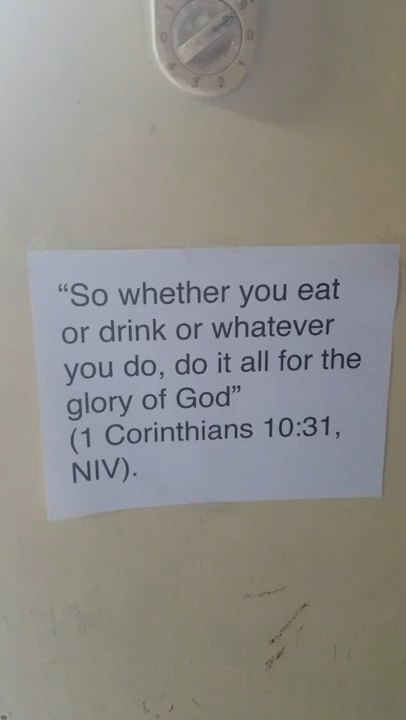 “So whether you eat
or drink or whatever
you do, do it all for the
glory of God”
(1 Corinthians 10:31,
NIV).